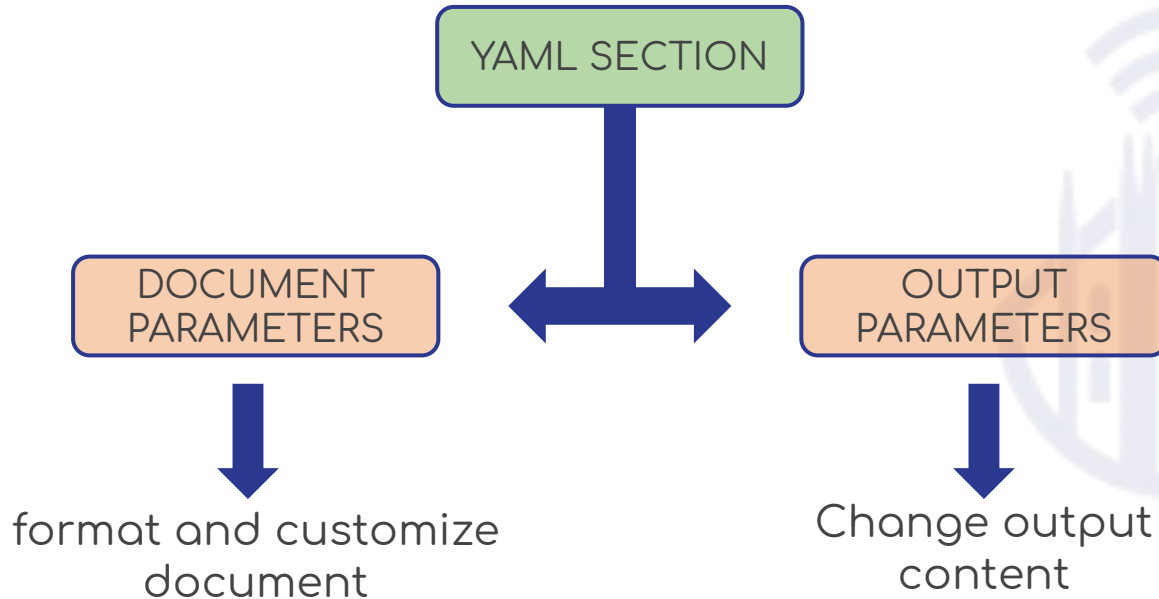 YAML SECTION
DOCUMENT
PARAMETERS
OUTPUT
PARAMETERS
format and customize
document
Change output
content